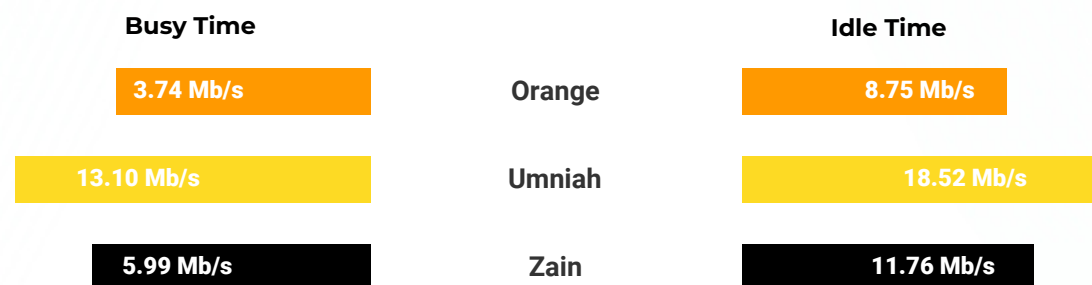 Busy Time
Idle Time
3.74 Mb/s
Orange
8.75 Mb/s
13.10 Mb/s
Umniah
18.52 Mb/s
5.99 Mb/s
Zain
11.76 Mb/s